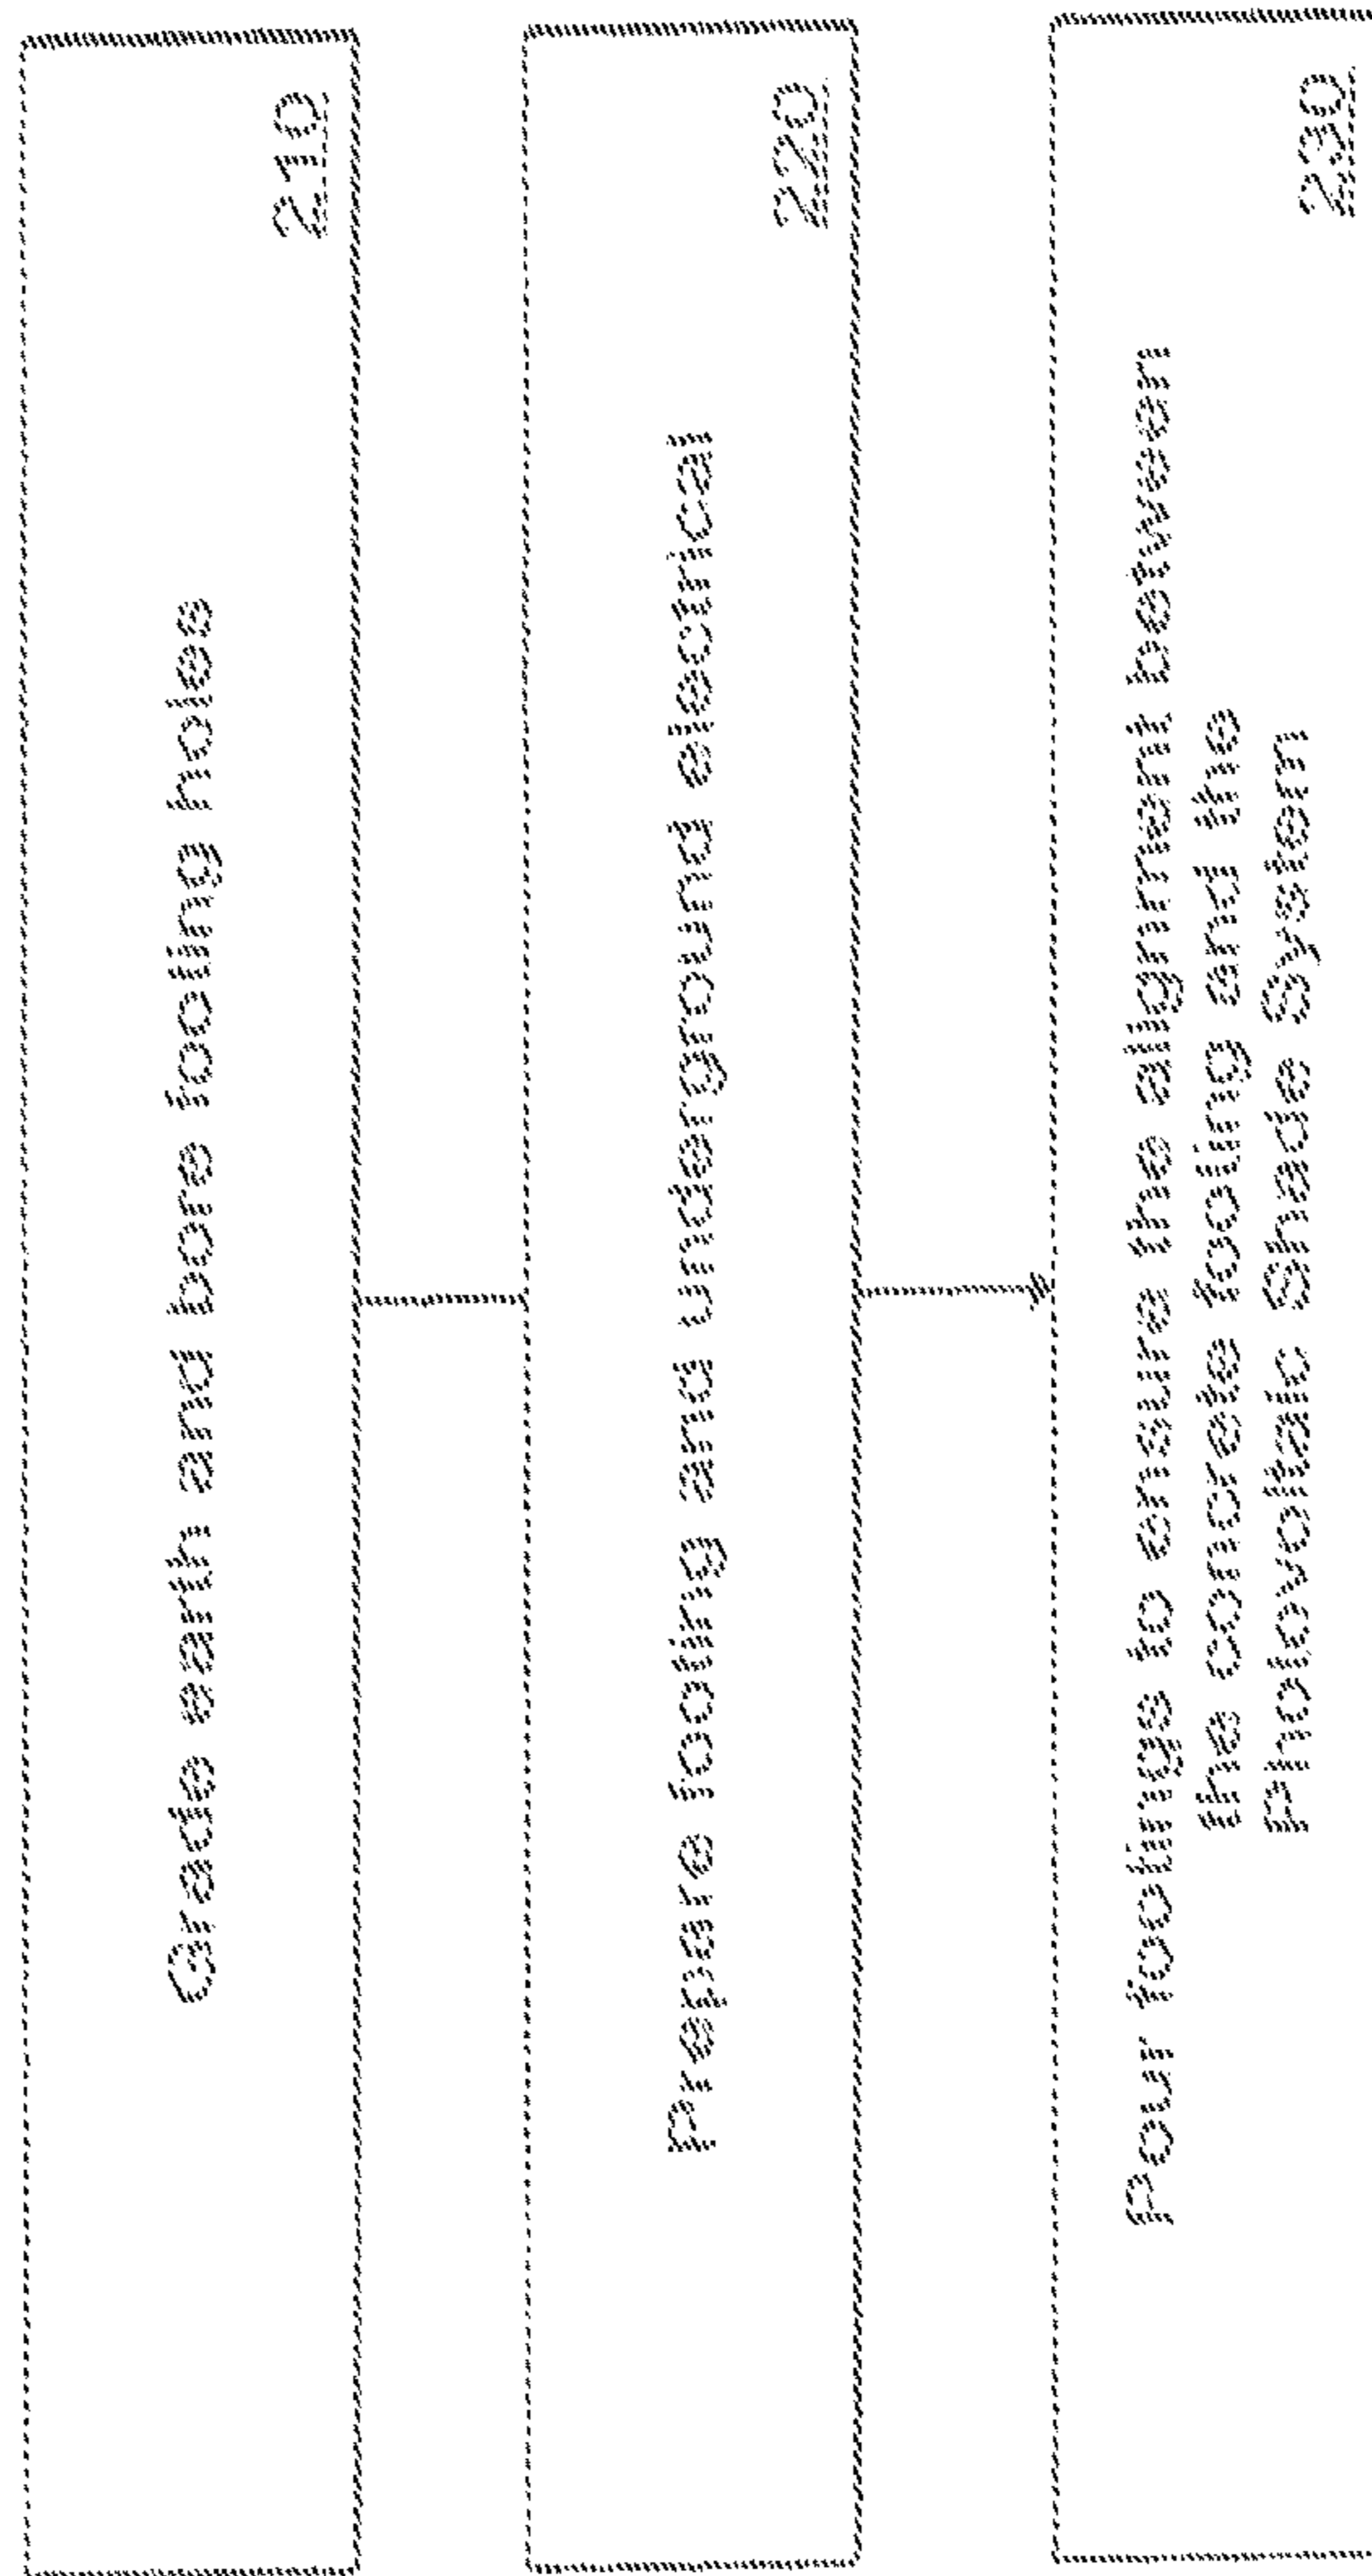 Grade earth and bore footing holes
210
Prepare footing and underground electrical
220
Pour footings to ensure the alignment between
the concrete footing and the
Photovoltaic Shade System
230